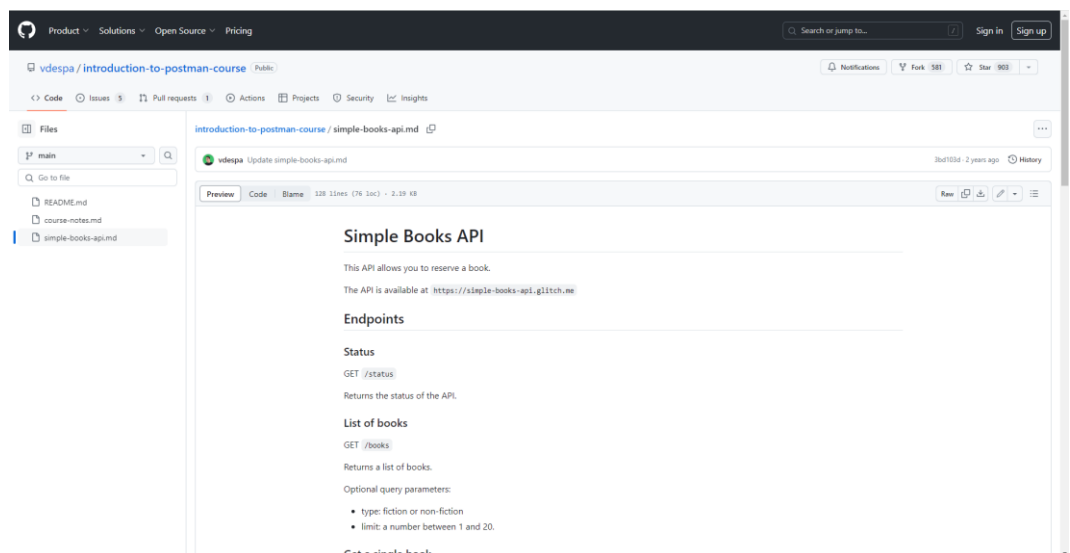 Product Solutions Open Source Pricing Search or jump to... / Sign in Sign up
vdespa / introduction-to-postman-course Public Notifications Fork 581 Star 903
Code Issues 5 Pull requests 1 Actions Projects Security Insights
Files introduction-to-postman-course / simple-books-api.md
main vdespa Update simple-books-api.md 3bd103d · 2 years ago History
Go to file
Preview Code Blame 128 lines (76 loc) · 2.19 KB Raw
README.md
course-notes.md
simple-books-api.md
Simple Books API
This API allows you to reserve a book.
The API is available at https://simple-books-api.glitch.me
Endpoints
Status
GET /status
Returns the status of the API.
List of books
GET /books
Returns a list of books.
Optional query parameters:
• type: fiction or non-fiction
• limit: a number between 1 and 20.
Get a single book